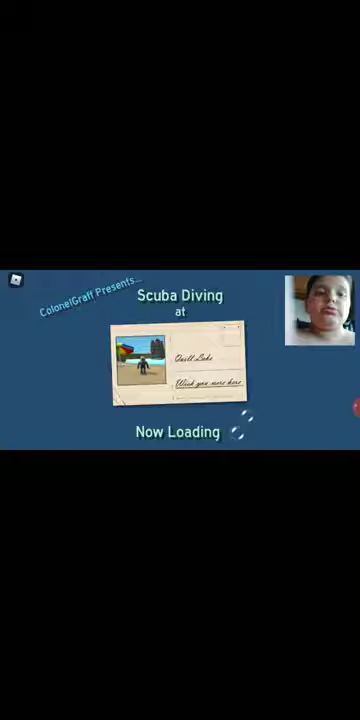 ColonelGraff Presents...
Scuba Diving
at
Quill Lake
Wish you were here
Now Loading